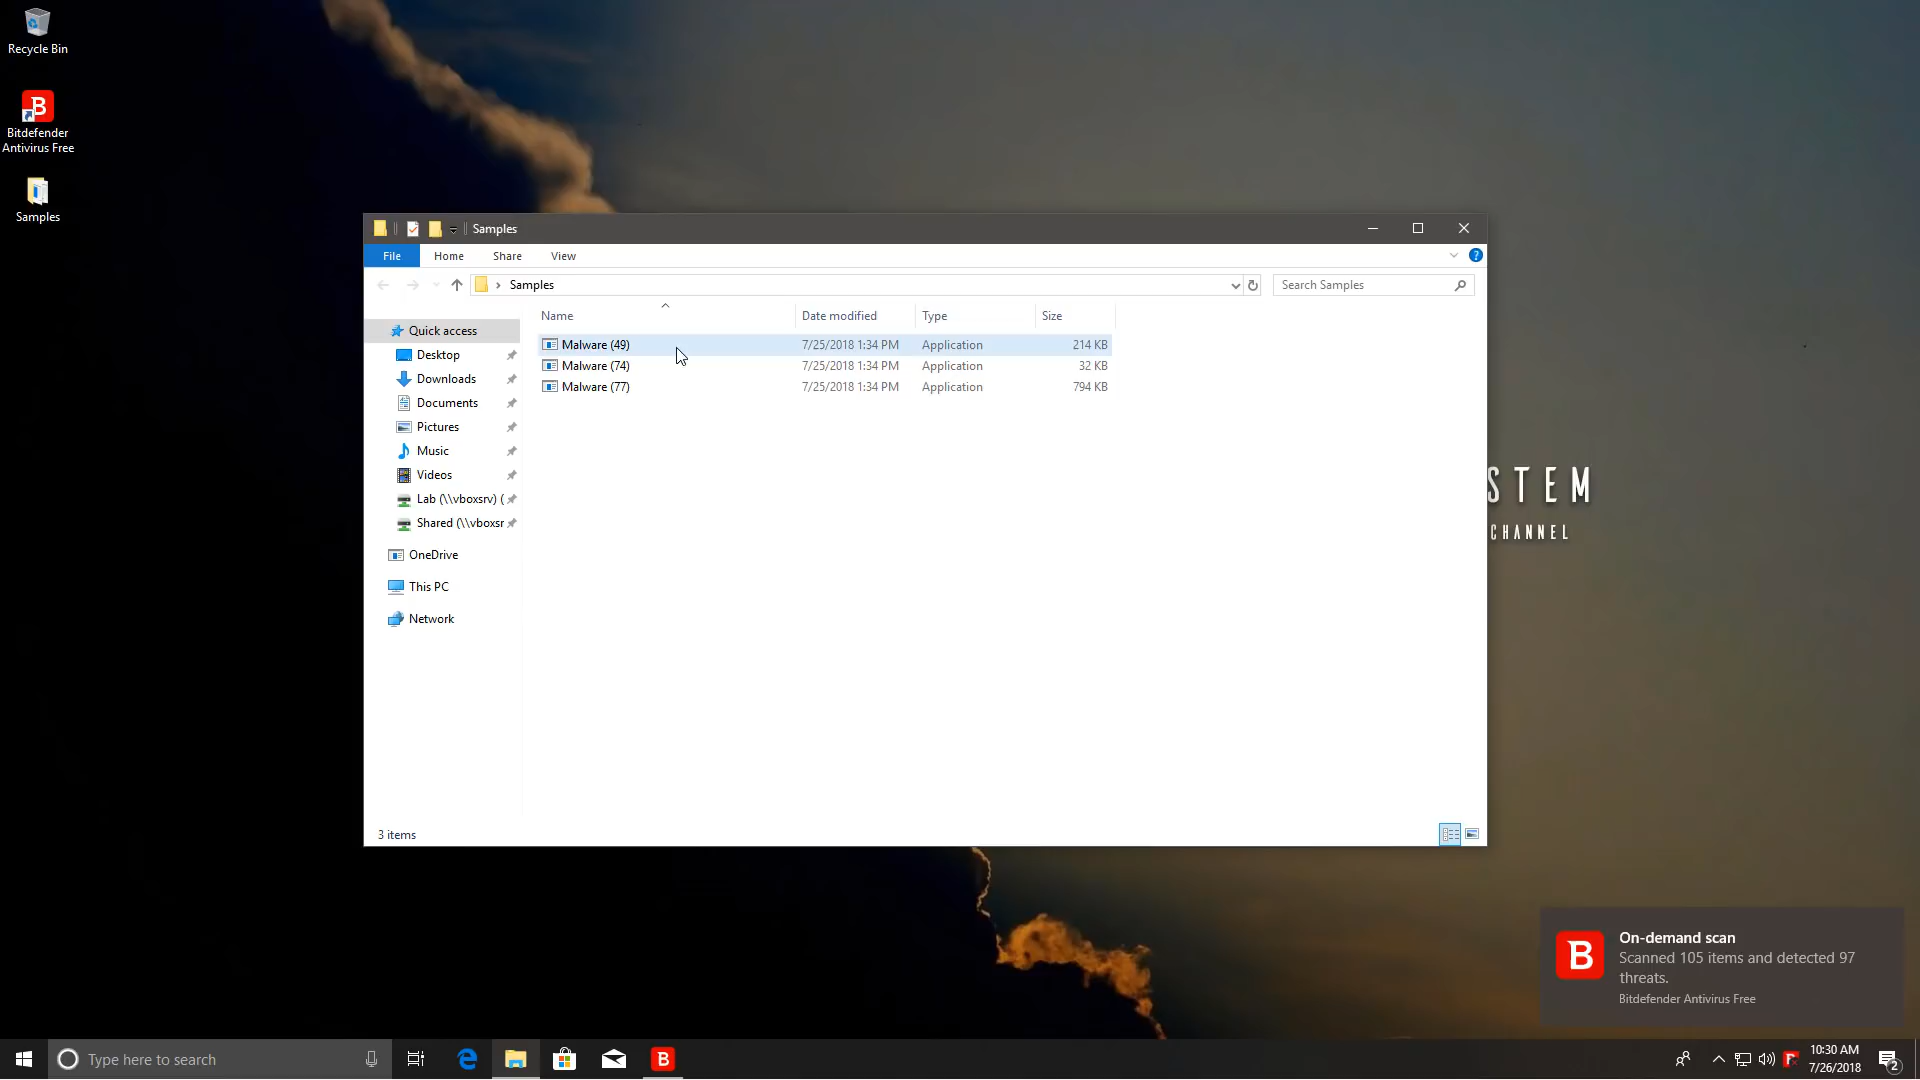 Recycle Bin
Bitdefender
Antivirus Free
Samples
Samples
File Home Share View
Samples
Search Samples
Name Date modified Type Size
Quick access
Desktop
Downloads
Documents
Pictures
Music
Videos
Lab (\\vboxsrv) (
Shared (\\vboxsr
OneDrive
This PC
Network
Malware (49) 7/25/2018 1:34 PM Application 214 KB
Malware (74) 7/25/2018 1:34 PM Application 32 KB
Malware (77) 7/25/2018 1:34 PM Application 794 KB
3 items
STEM
CHANNEL
On-demand scan
Scanned 105 items and detected 97
threats.
Bitdefender Antivirus Free
Type here to search
10:30 AM
7/26/2018
2